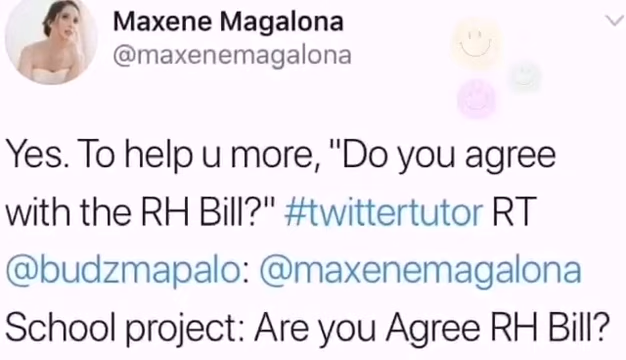 Maxene Magalona
@maxenemagalona
Yes. To help u more, "Do you agree
with the RH Bill?" #twittertutor RT
@budzmapalo: @maxenemagalona
School project: Are you Agree RH Bill?